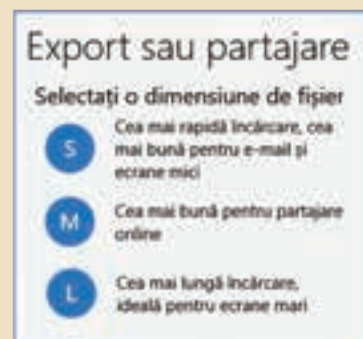 Export sau partajare
Selectați o dimensiune de fișier
S
Cea mai rapidă încărcare, cea
mai bună pentru e-mail și
ecrane mici
M
Cea mai bună pentru partajare
online
L
Cea mai lungă încărcare,
ideală pentru ecrane mari